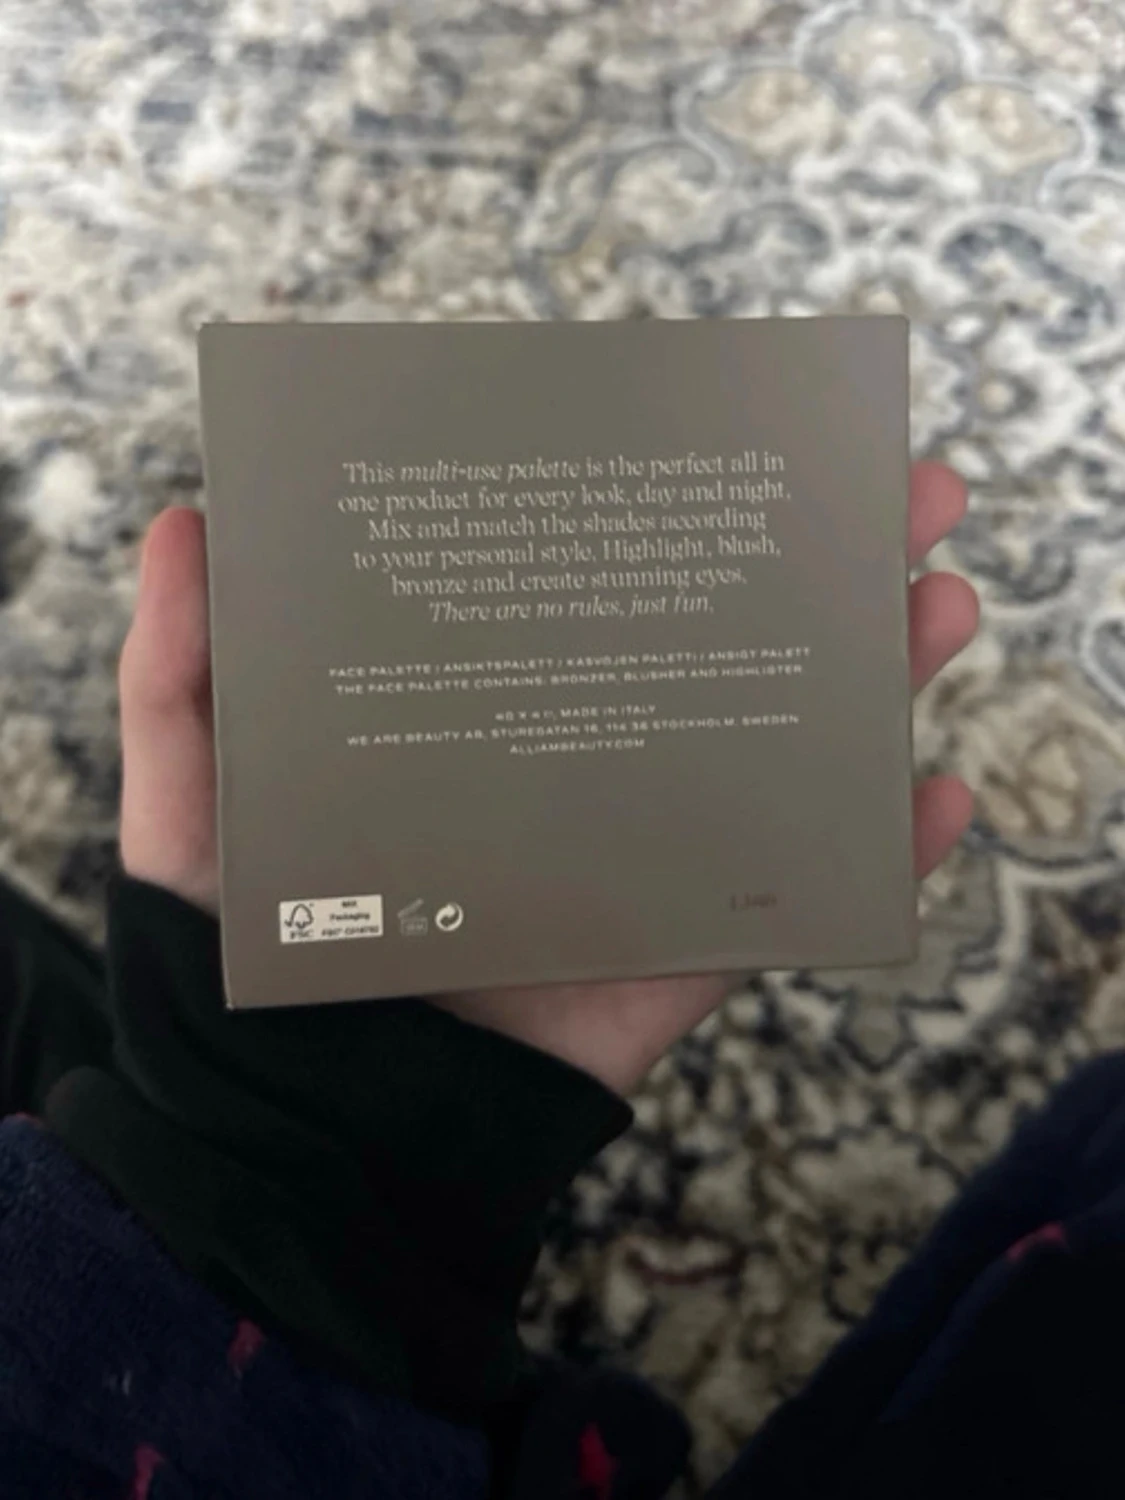 This multi-use palette is the perfect all in
one product for every look, day and night.
Mix and match the shades according
to your personal style. Highlight, blush,
bronze and create stunning eyes.
There are no rules, just fun.
FACE PALETTE / ANSIKTSPALETT / KASVOJEN PALETTI / ANSIGT PALETT
THE FACE PALETTE CONTAINS: BRONZER, BLUSHER AND HIGHLISTER
MADE IN ITALY
WE ARE BEAUTY AB, STUREGATAN 16, 114 36 STOCKHOLM, SWEDEN
ALLIAMBEAUTY.COM
MIX
Packaging
FSC